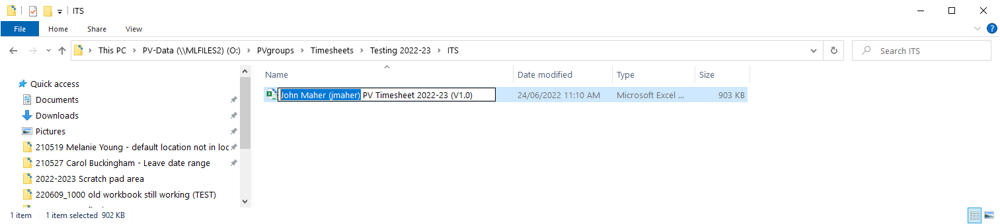 ITS
File Home Share View
This PC PV-Data (\\MLFILES2) (O:) PVgroups Timesheets Testing 2022-23 ITS Search ITS
Name Date modified Type Size
Quick access
John Maher (jmaher) PV Timesheet 2022-23 (V1.0) 24/06/2022 11:10 AM Microsoft Excel ... 903 KB
Documents
Downloads
Pictures
210519 Melanie Young - default location not in loc
210527 Carol Buckingham - Leave date range
2022-2023 Scratch pad area
220609_1000 old workbook still working (TEST)
1 item 1 item selected 902 KB